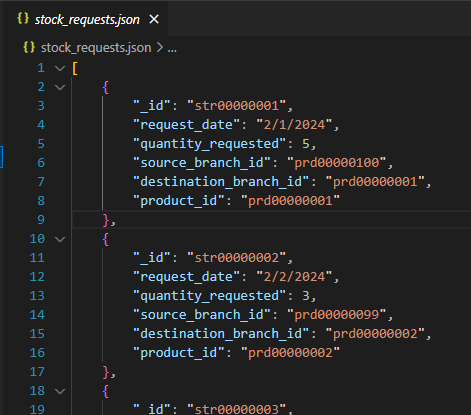 {} stock_requests.json ×
{} stock_requests.json > ...
1 [
2 {
3 "_id": "str00000001",
4 "request_date": "2/1/2024",
5 "quantity_requested": 5,
6 "source_branch_id": "prd00000100",
7 "destination_branch_id": "prd00000001",
8 "product_id": "prd00000001"
9 },
10 {
11 "_id": "str00000002",
12 "request_date": "2/2/2024",
13 "quantity_requested": 3,
14 "source_branch_id": "prd00000099",
15 "destination_branch_id": "prd00000002",
16 "product_id": "prd00000002"
17 },
18 {
19 "_id": "str00000003",